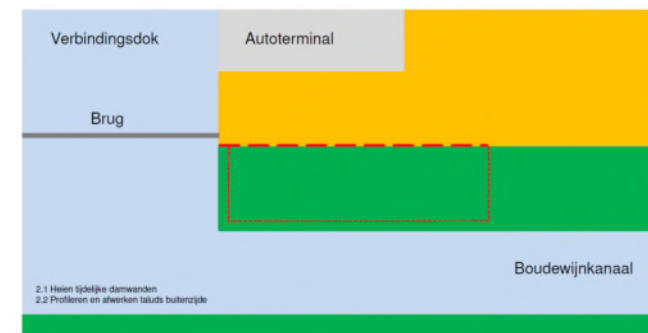 Verbindingsdok
Autoterminal
Brug
Boudewijnkanaal
2.1 Heien tijdelijke damwanden
2.2 Profileren en afwerken taluds buitenzijde